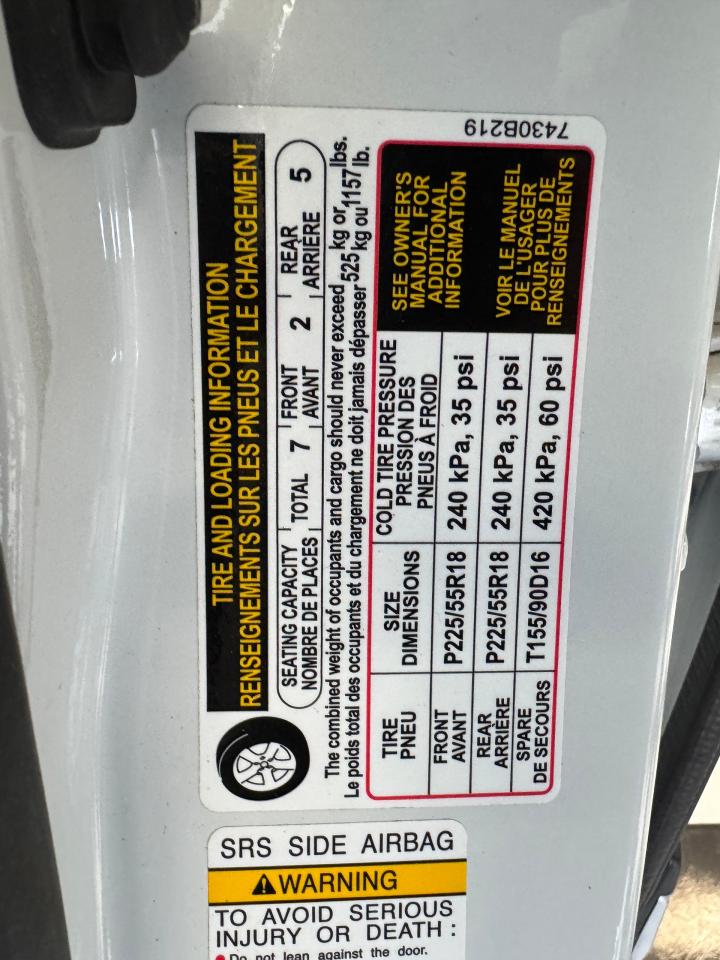 7430B219
TIRE AND LOADING INFORMATION
RENSEIGNEMENTS SUR LES PNEUS ET LE CHARGEMENT
SEATING CAPACITY
NOMBRE DE PLACES
TOTAL 7
FRONT
AVANT
2
REAR
ARRIÈRE
5
The combined weight of occupants and cargo should never exceed 525 kg or 1157 lbs.
Le poids total des occupants et du chargement ne doit jamais dépasser 525 kg ou 1157 lb.
TIRE
PNEU
SIZE
DIMENSIONS
COLD TIRE PRESSURE
PRESSION DES
PNEUS À FROID
FRONT
AVANT
P225/55R18
240 kPa, 35 psi
REAR
ARRIÈRE
P225/55R18
240 kPa, 35 psi
SPARE
DE SECOURS
T155/90D16
420 kPa, 60 psi
SEE OWNER'S
MANUAL FOR
ADDITIONAL
INFORMATION
VOIR LE MANUEL
DE L'USAGER
POUR PLUS DE
RENSEIGNEMENTS
SRS SIDE AIRBAG
WARNING
TO AVOID SERIOUS
INJURY OR DEATH :
Do not lean against the door.